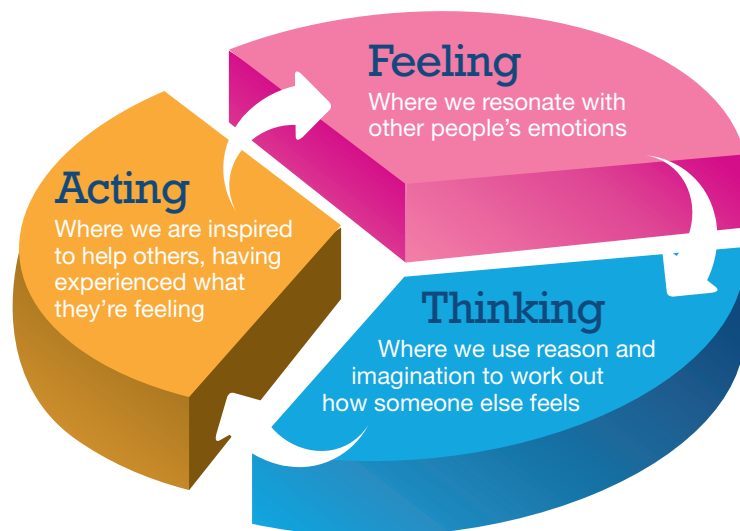 Feeling
Where we resonate with
other people’s emotions
Thinking
Where we use reason and
imagination to work out
how someone else feels
Acting
Where we are inspired
to help others, having
experienced what
they’re feeling